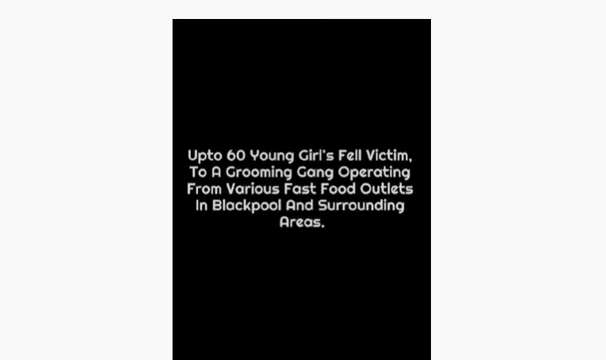 Upto 60 Young Girl's Fell Victim,
To A Grooming Gang Operating
From Various Fast Food Outlets
In Blackpool And Surrounding
Areas.